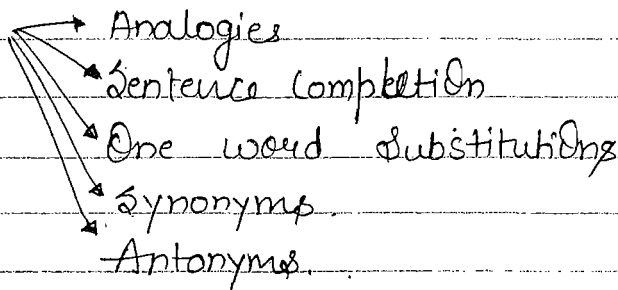 Analogies
Sentence Completion
One word Substitutions
Synonyms.
Antonyms.